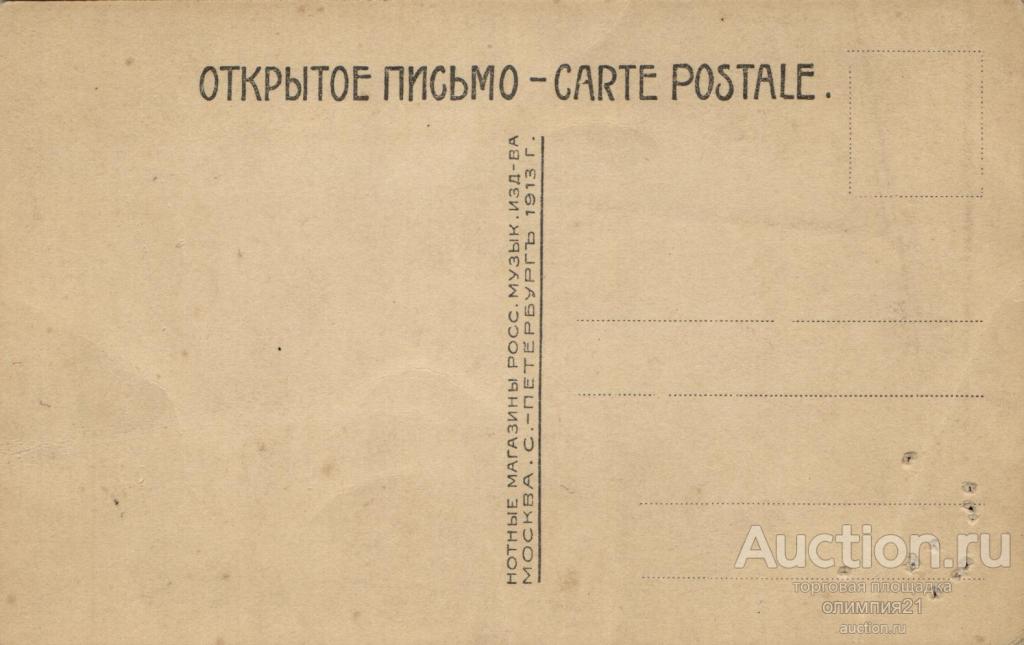 ОТКРЫТОЕ ПИСЬМО – CARTE POSTALE.
НОТНЫЕ МАГАЗИНЫ РОСС. МУЗЫК. ИЗД-ВА
МОСКВА. С.-ПЕТЕРБУРГЪ 1913 Г.
Auction.ru
торговая площадка
олимпия21
auction.ru